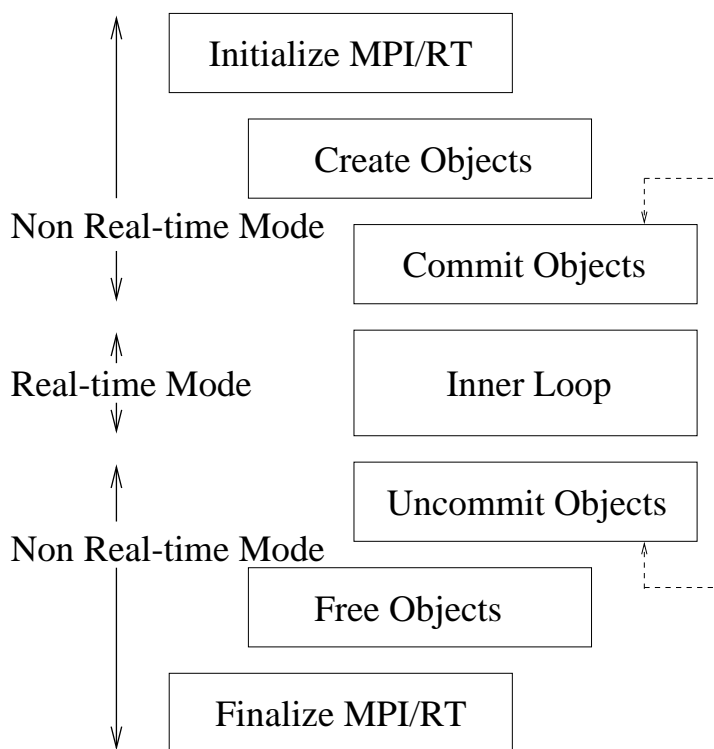 Initialize MPI/RT
Create Objects
Non Real-time Mode
Commit Objects
Real-time Mode
Inner Loop
Uncommit Objects
Non Real-time Mode
Free Objects
Finalize MPI/RT